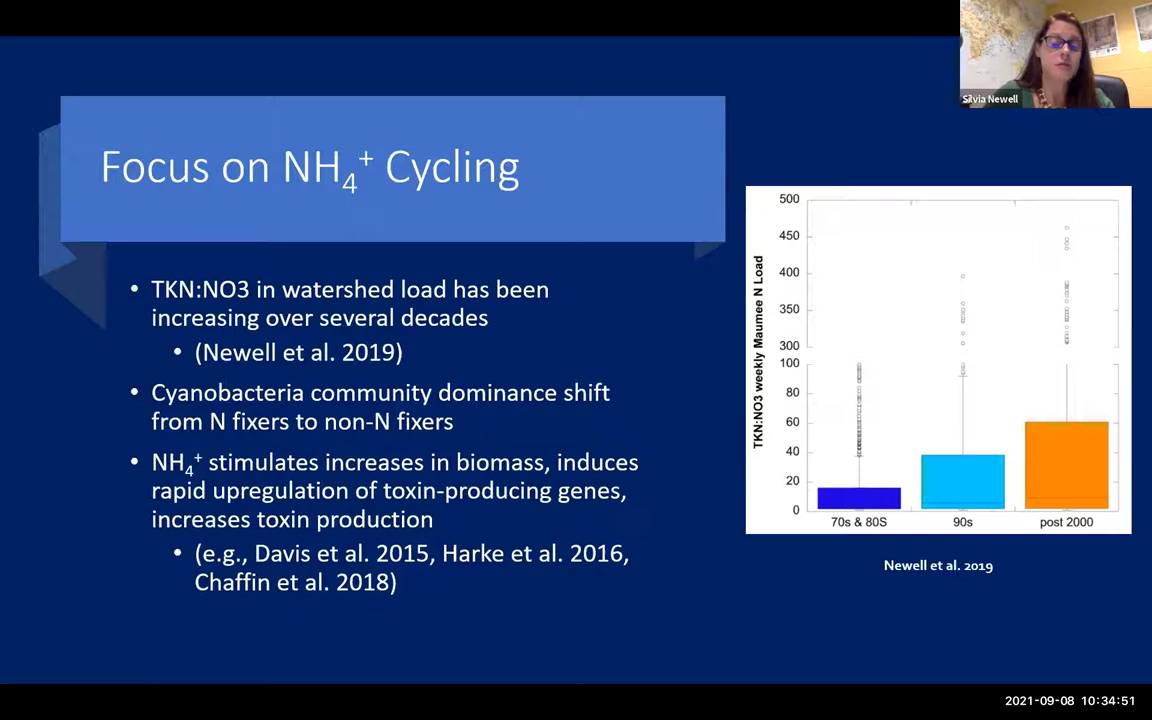 Silvia Newell
Focus on NH4+ Cycling
• TKN:NO3 in watershed load has been
increasing over several decades
• (Newell et al. 2019)
• Cyanobacteria community dominance shift
from N fixers to non-N fixers
• NH4+ stimulates increases in biomass, induces
rapid upregulation of toxin-producing genes,
increases toxin production
• (e.g., Davis et al. 2015, Harke et al. 2016,
Chaffin et al. 2018)
TKN:NO3 weekly Maumee N Load
500
450
400
350
300
100
80
60
40
20
0
70s & 80S 90s post 2000
Newell et al. 2019
2021-09-08 10:34:51